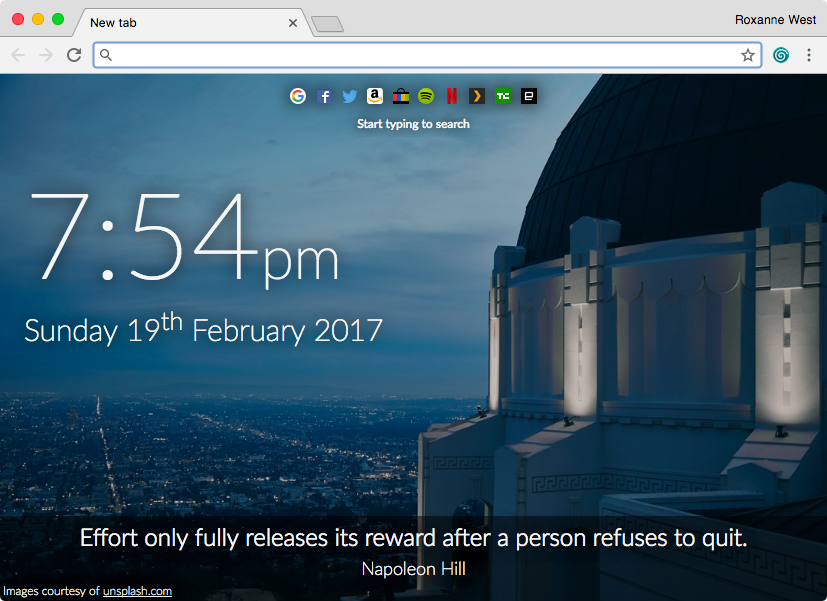 New tab
Roxanne West
Start typing to search
7:54pm
Sunday 19th February 2017
Effort only fully releases its reward after a person refuses to quit.
Napoleon Hill
Images courtesy of unsplash.com